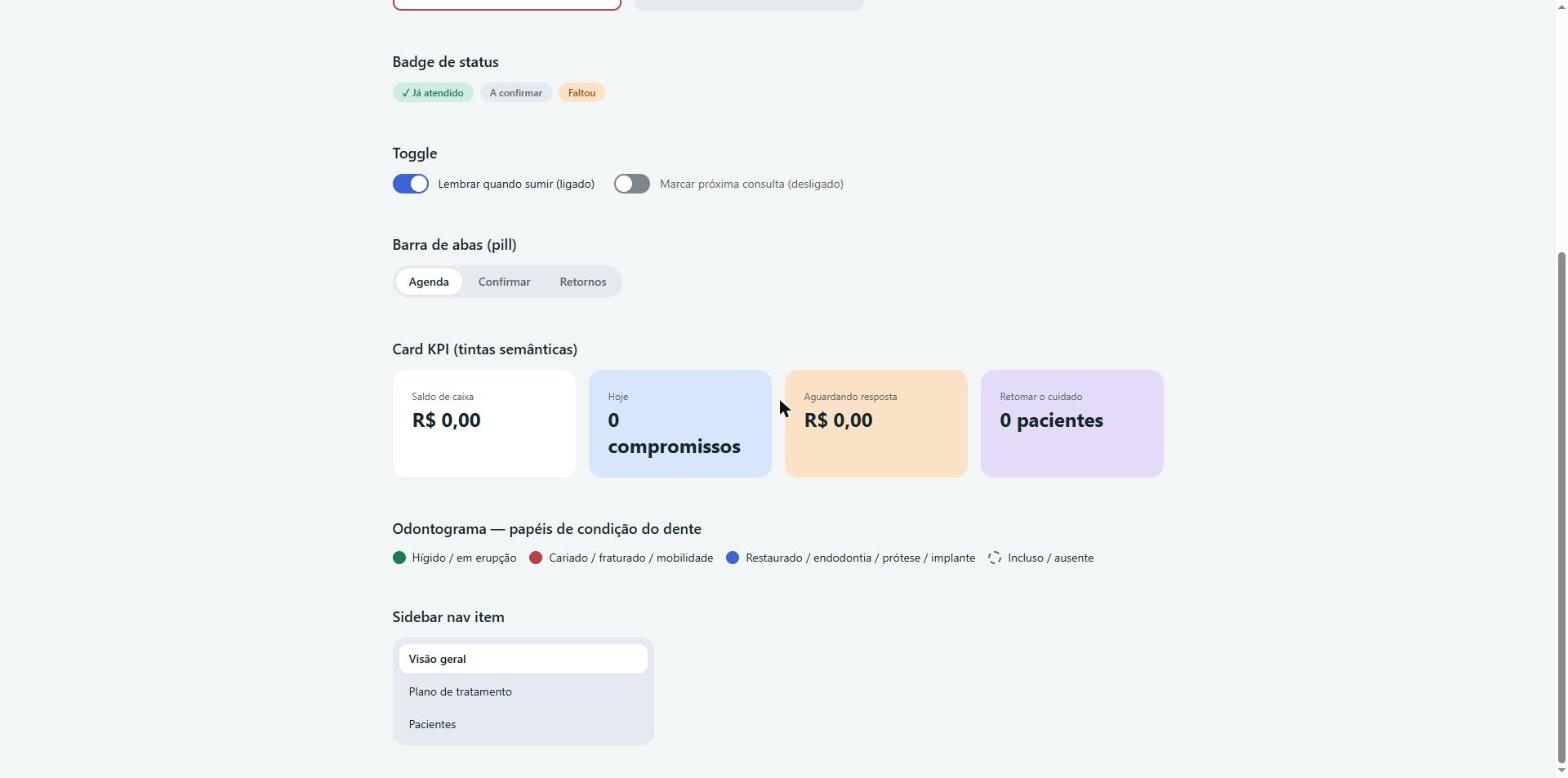 Badge de status
✓ Já atendido
A confirmar
Faltou
Toggle
Lembrar quando sumir (ligado)
Marcar próxima consulta (desligado)
Barra de abas (pill)
Agenda
Confirmar
Retornos
Card KPI (tintas semânticas)
Saldo de caixa
R$ 0,00
Hoje
0
compromissos
Aguardando resposta
R$ 0,00
Retomar o cuidado
0 pacientes
Odontograma — papéis de condição do dente
Hígido / em erupção
Cariado / fraturado / mobilidade
Restaurado / endodontia / prótese / implante
Incluso / ausente
Sidebar nav item
Visão geral
Plano de tratamento
Pacientes